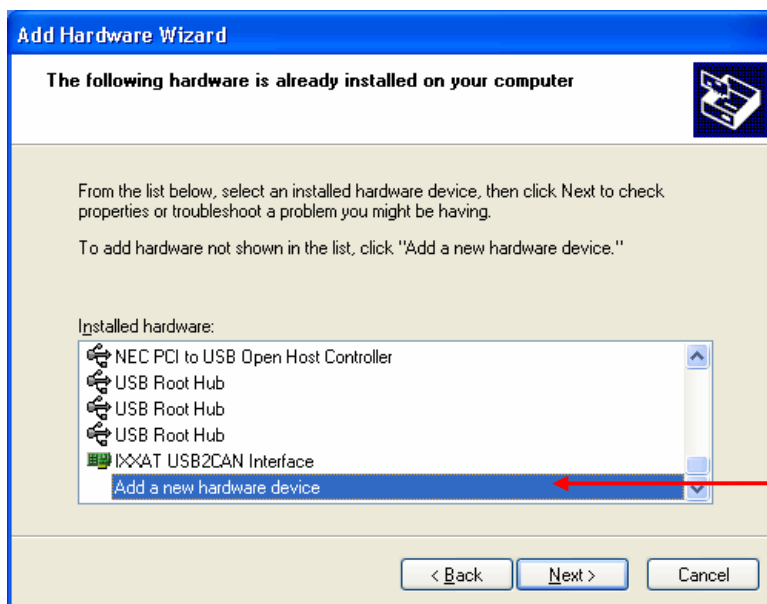 Add Hardware Wizard
The following hardware is already installed on your computer
From the list below, select an installed hardware device, then click Next to check
properties or troubleshoot a problem you might be having.
To add hardware not shown in the list, click "Add a new hardware device."
Installed hardware:
NEC PCI to USB Open Host Controller
USB Root Hub
USB Root Hub
USB Root Hub
IXXAT USB2CAN Interface
Add a new hardware device
< Back
Next >
Cancel